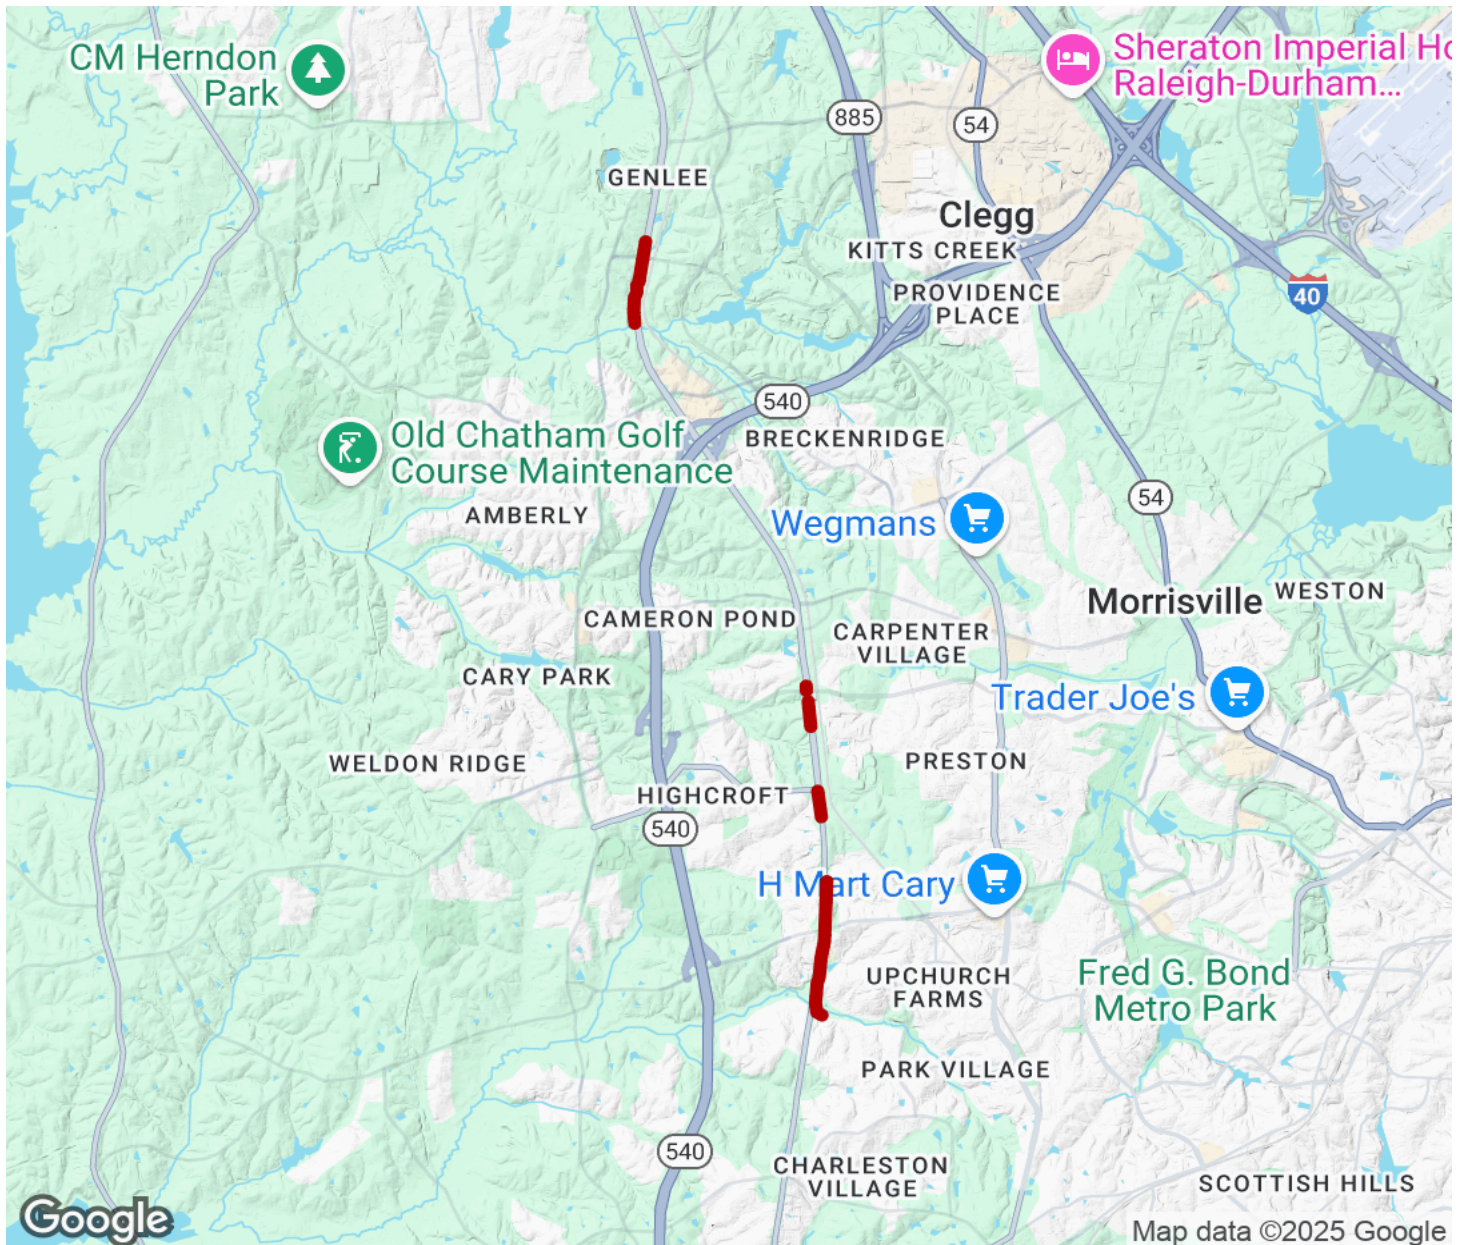 CM Herndon
Park
Sheraton Imperial Ho
Raleigh-Durham...
885
54
GENLEE
Clegg
KITTS CREEK
PROVIDENCE
PLACE
40
540
BRECKENRIDGE
Old Chatham Golf
Course Maintenance
AMBERLY
54
Wegmans
Morrisville
WESTON
CAMERON POND
CARPENTER
VILLAGE
CARY PARK
Trader Joe's
WELDON RIDGE
PRESTON
HIGHCROFT
540
H Mart Cary
UPCHURCH
FARMS
Fred G. Bond
Metro Park
PARK VILLAGE
540
CHARLESTON
VILLAGE
SCOTTISH HILLS
Google
Map data ©2025 Google